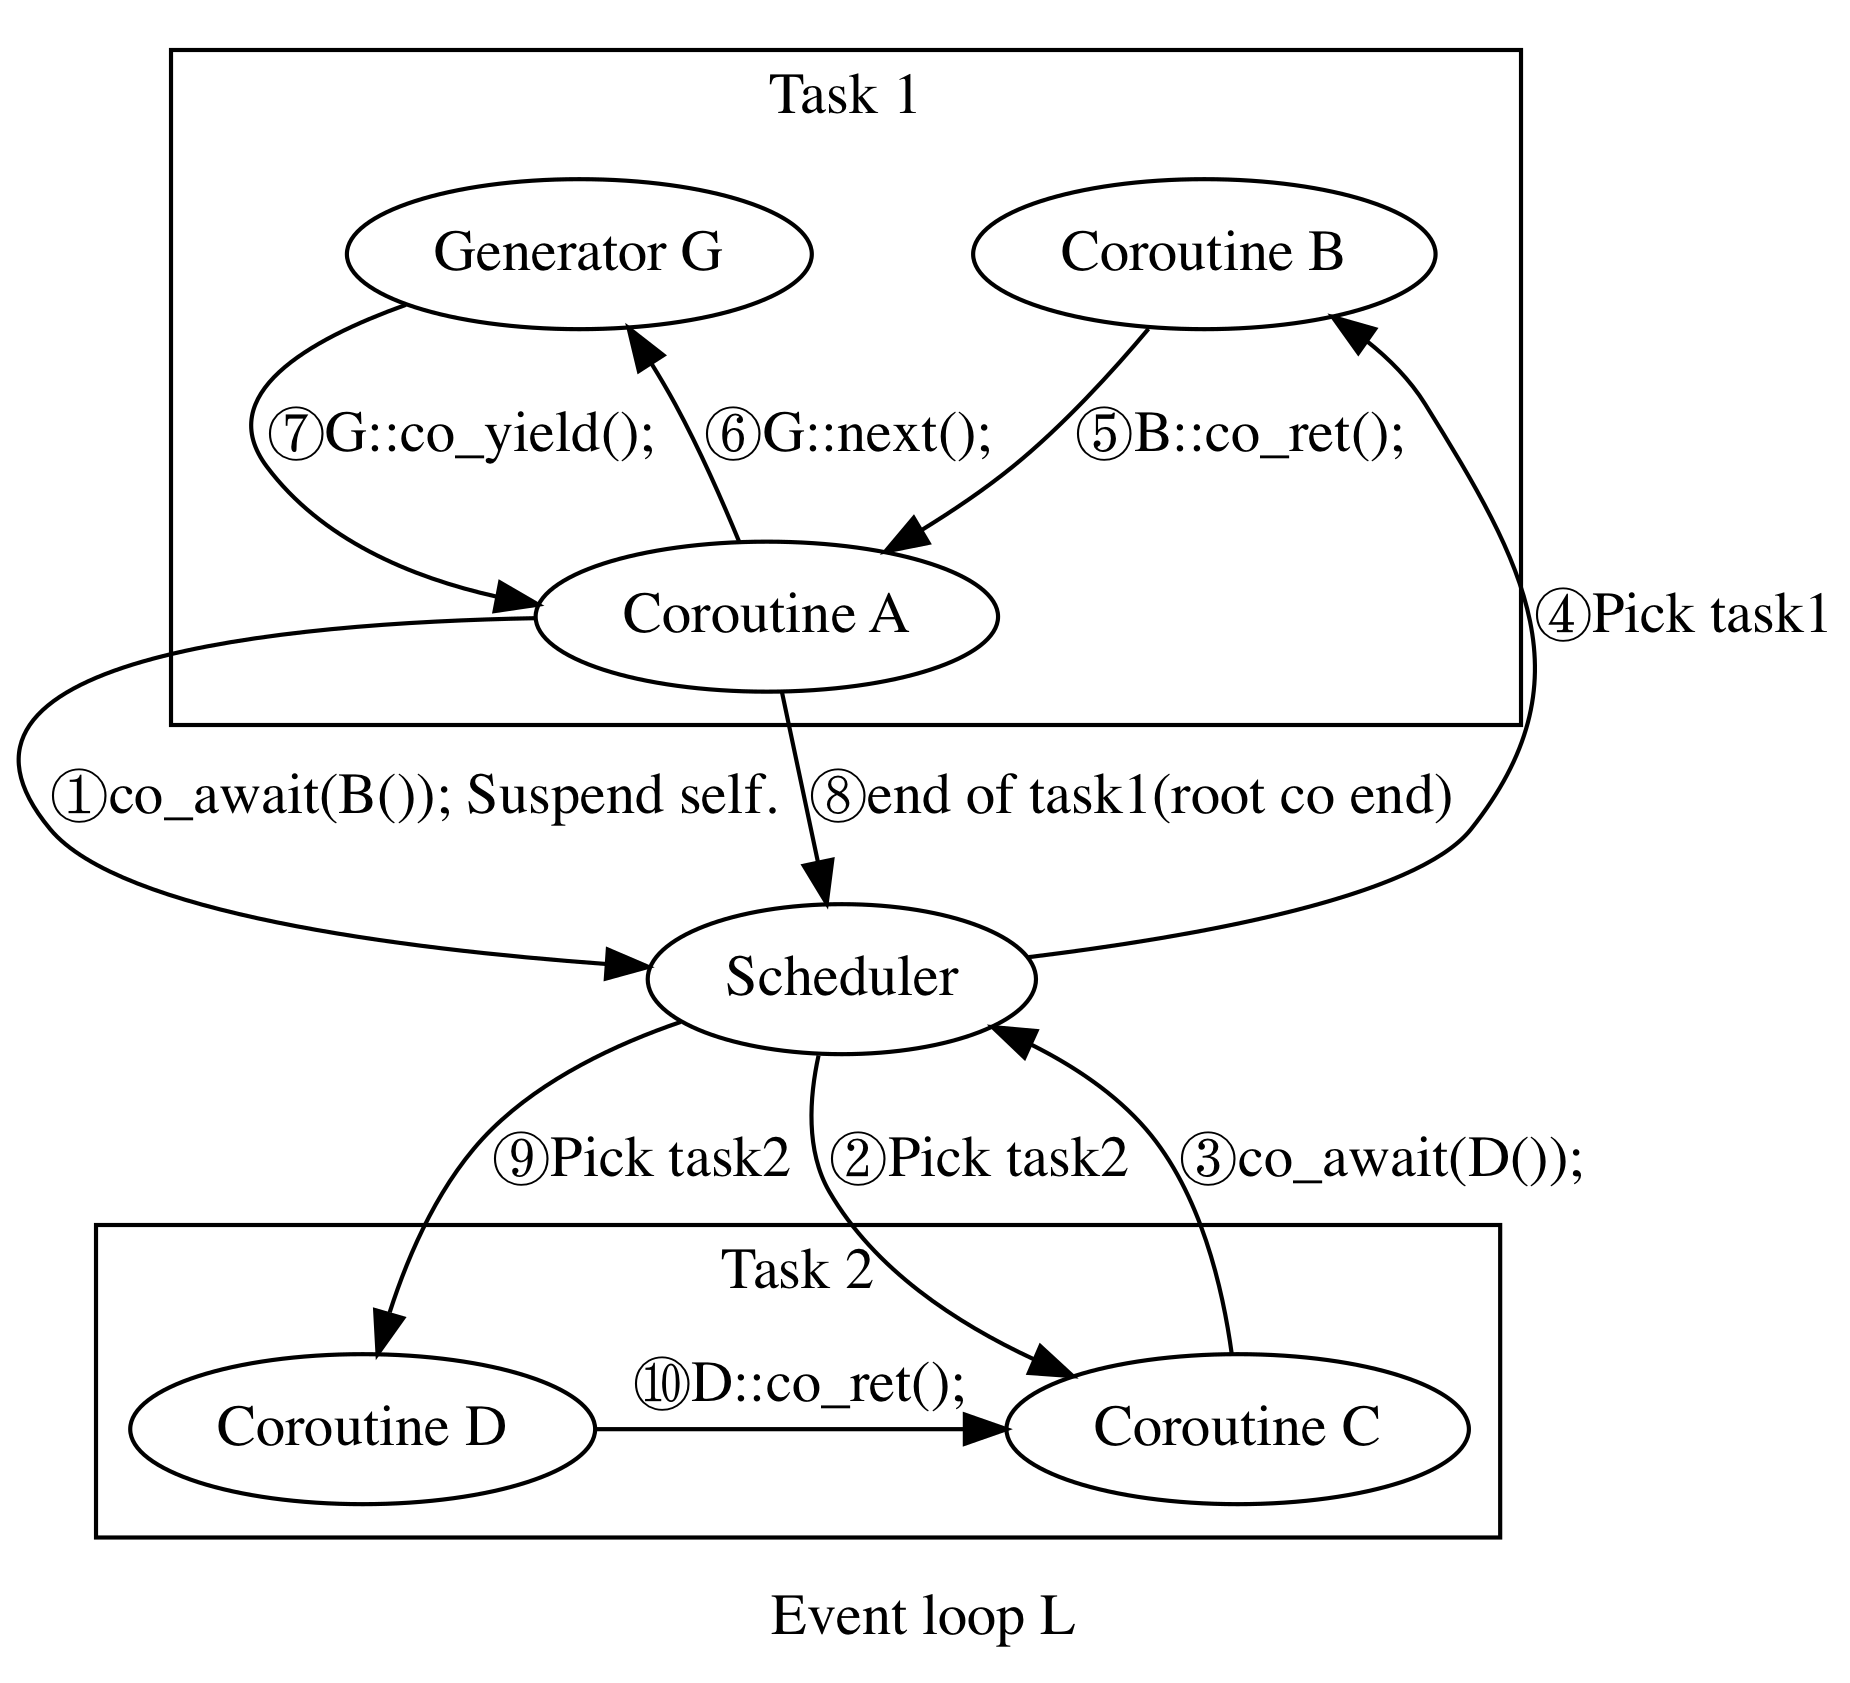 Task 1
Generator G
Coroutine B
⑦G::co_yield();
⑥G::next();
⑤B::co_ret();
Coroutine A
④Pick task1
①co_await(B()); Suspend self.
⑧end of task1(root co end)
Scheduler
⑨Pick task2
②Pick task2
③co_await(D());
Task 2
⑩D::co_ret();
Coroutine D
Coroutine C
Event loop L